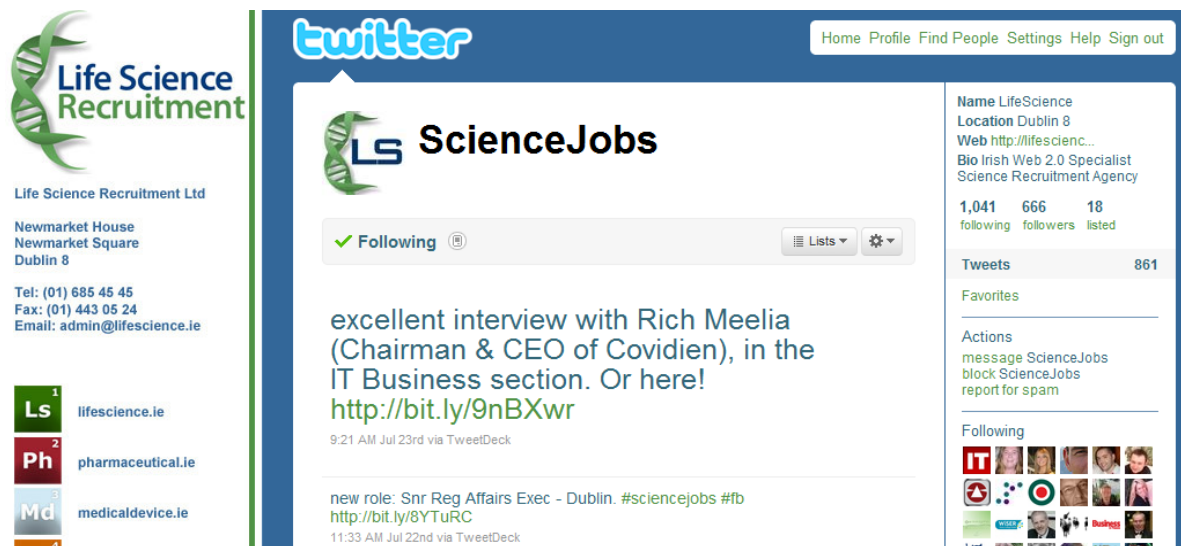 Life Science
Recruitment
Life Science Recruitment Ltd
Newmarket House
Newmarket Square
Dublin 8
Tel: (01) 685 45 45
Fax: (01) 443 05 24
Email: admin@lifescience.ie
Ls 1
lifescience.ie
Ph 2
pharmaceutical.ie
Md 3
medicaldevice.ie
4
twitter
Home Profile Find People Settings Help Sign out
LS ScienceJobs
Following
Lists
excellent interview with Rich Meelia
(Chairman & CEO of Covidien), in the
IT Business section. Or here!
http://bit.ly/9nBXwr
9:21 AM Jul 23rd via TweetDeck
new role: Snr Reg Affairs Exec - Dublin. #sciencejobs #fb
http://bit.ly/8YTuRC
11:33 AM Jul 22nd via TweetDeck
Name LifeScience
Location Dublin 8
Web http://lifescienc...
Bio Irish Web 2.0 Specialist
Science Recruitment Agency
1,041 666 18
following followers listed
Tweets 861
Favorites
Actions
message ScienceJobs
block ScienceJobs
report for spam
Following
IT
WISER
Business